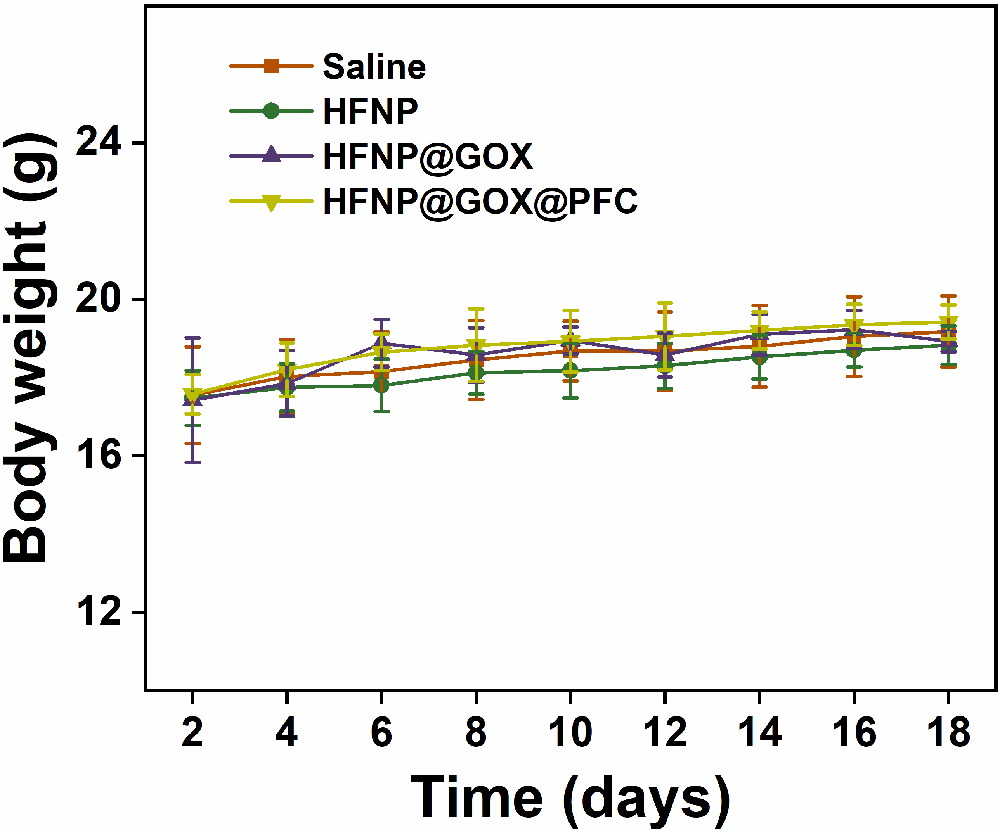 Saline
HFNP
HFNP@GOX
HFNP@GOX@PFC
Body weight (g)
24
20
16
12
2 4 6 8 10 12 14 16 18
Time (days)